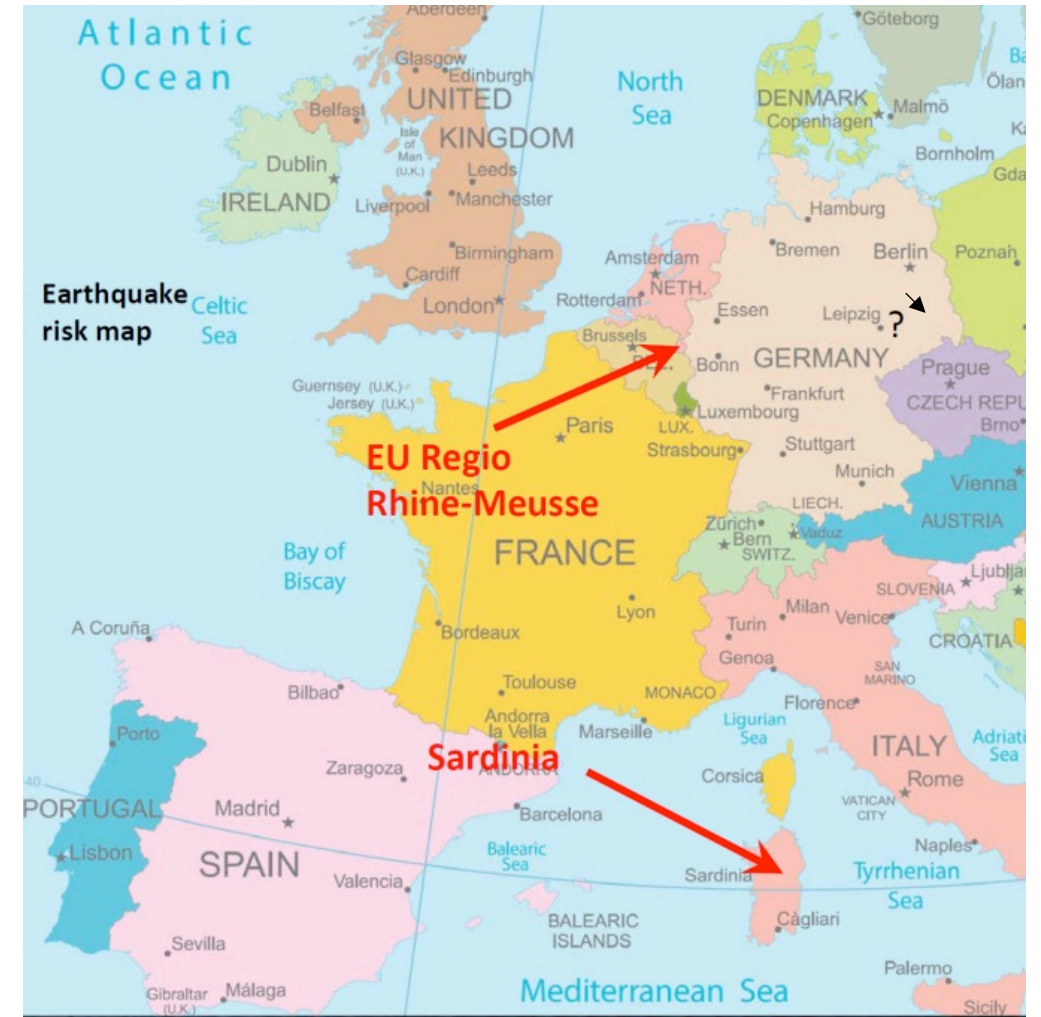 Aberdeen
Göteborg
Atlantic
Ocean
Glasgow
Edinburgh
North
Sea
UNITED
KINGDOM
Belfast
Isle
of
Man
(U.K.)
DENMARK
Copenhagen
Malmö
Bornholm
Dublin
IRELAND
Leeds
Liverpool
Manchester
Hamburg
Birmingham
Amsterdam
Bremen
Berlin
Poznań
Cardiff
NETH.
London
Rotterdam
Earthquake
risk map
Celtic
Sea
Essen
Leipzig
?
Brussels
Bonn
GERMANY
Prague
Guernsey (U.K.)
Jersey (U.K.)
Frankfurt
CZECH REPU
Luxembourg
LUX.
Brno
Paris
Strasbourg
Stuttgart
EU Regio
Rhine-Meusse
Nantes
Munich
Vienna
LIECH.
Vaduz
AUSTRIA
Zürich
Bern
SWITZ.
Bay of
Biscay
FRANCE
SLOVENIA
Ljublja
Lyon
Milan
Venice
Turin
CROATIA
A Coruña
Bordeaux
Genoa
SAN
MARINO
Bilbao
Toulouse
MONACO
Florence
Andorra
la Vella
Marseille
Ligurian
Sea
Porto
Sardinia
ANDORRA
ITALY
Adriati
Sea
Zaragoza
Corsica
Rome
40
PORTUGAL
Madrid
Barcelona
VATICAN
CITY
Naples
Lisbon
SPAIN
Balearic
Sea
Valencia
Sardinia
Tyrrhenian
Sea
BALEARIC
ISLANDS
Cágliari
Sevilla
Palermo
Gibraltar
(U.K.)
Málaga
Mediterranean Sea
Sicily